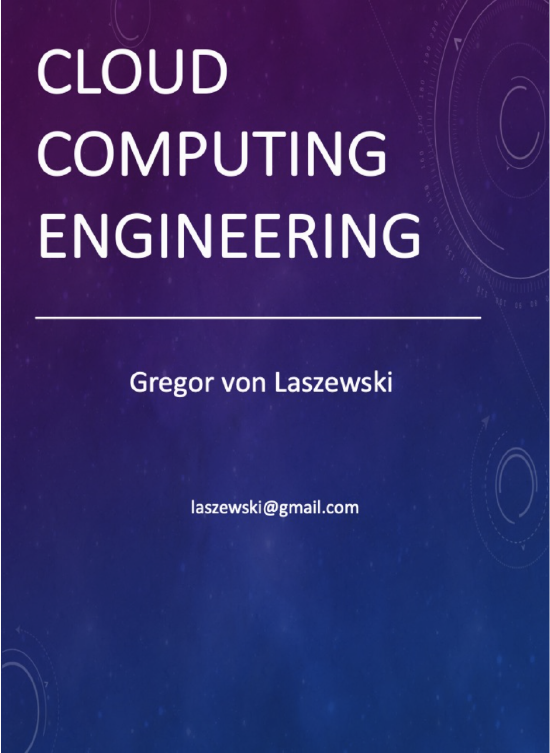 CLOUD
COMPUTING
ENGINEERING
Gregor von Laszewski
laszewski@gmail.com